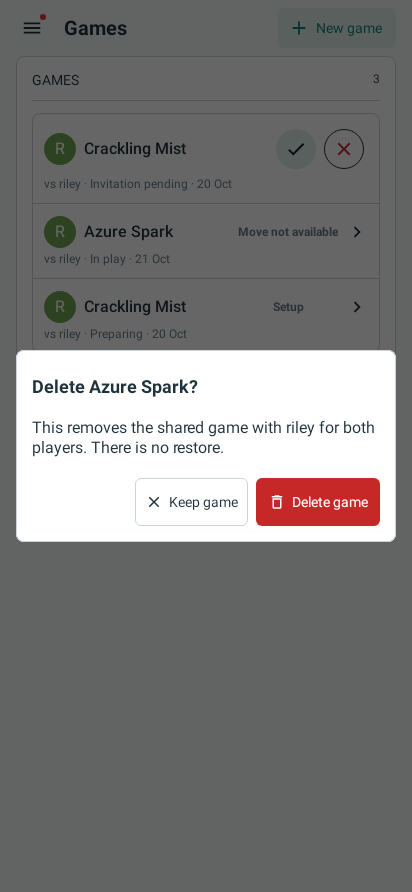 Games
New game
GAMES
3
R
Crackling Mist
vs riley · Invitation pending · 20 Oct
R
Azure Spark
Move not available
vs riley · In play · 21 Oct
R
Crackling Mist
Setup
vs riley · Preparing · 20 Oct
Delete Azure Spark?
This removes the shared game with riley for both
players. There is no restore.
Keep game
Delete game